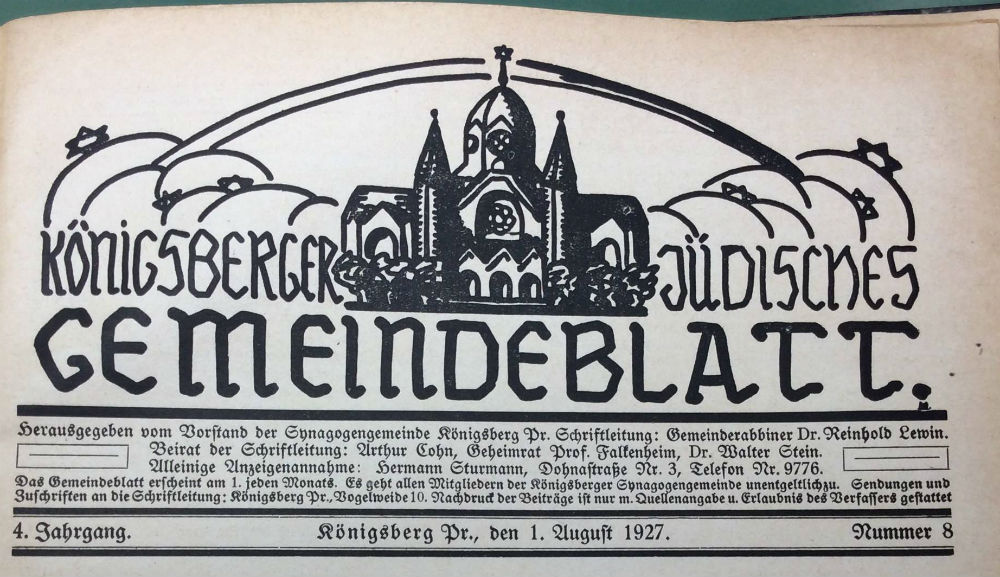 KÖNIGSBERGER JÜDISCHES
GEMEINDEBLATT.
Herausgegeben vom Vorstand der Synagogengemeinde Königsberg Pr. Schriftleitung: Gemeinderabbiner Dr. Reinhold Lewin.
Beirat der Schriftleitung: Arthur Cohn, Geheimrat Prof. Falkenheim, Dr. Walter Stein.
Alleinige Anzeigenannahme: Hermann Sturmann, Dohnastraße Nr. 3, Telefon Nr. 9776.
Das Gemeindeblatt erscheint am 1. jeden Monats. Es geht allen Mitgliedern der Königsberger Synagogengemeinde unentgeltlich zu. Sendungen und
Zuschriften an die Schriftleitung: Königsberg Pr., Vogelweide 10. Nachdruck der Beiträge ist nur m. Quellenangabe u. Erlaubnis des Verfassers gestattet
4. Jahrgang. Königsberg Pr., den 1. August 1927. Nummer 8